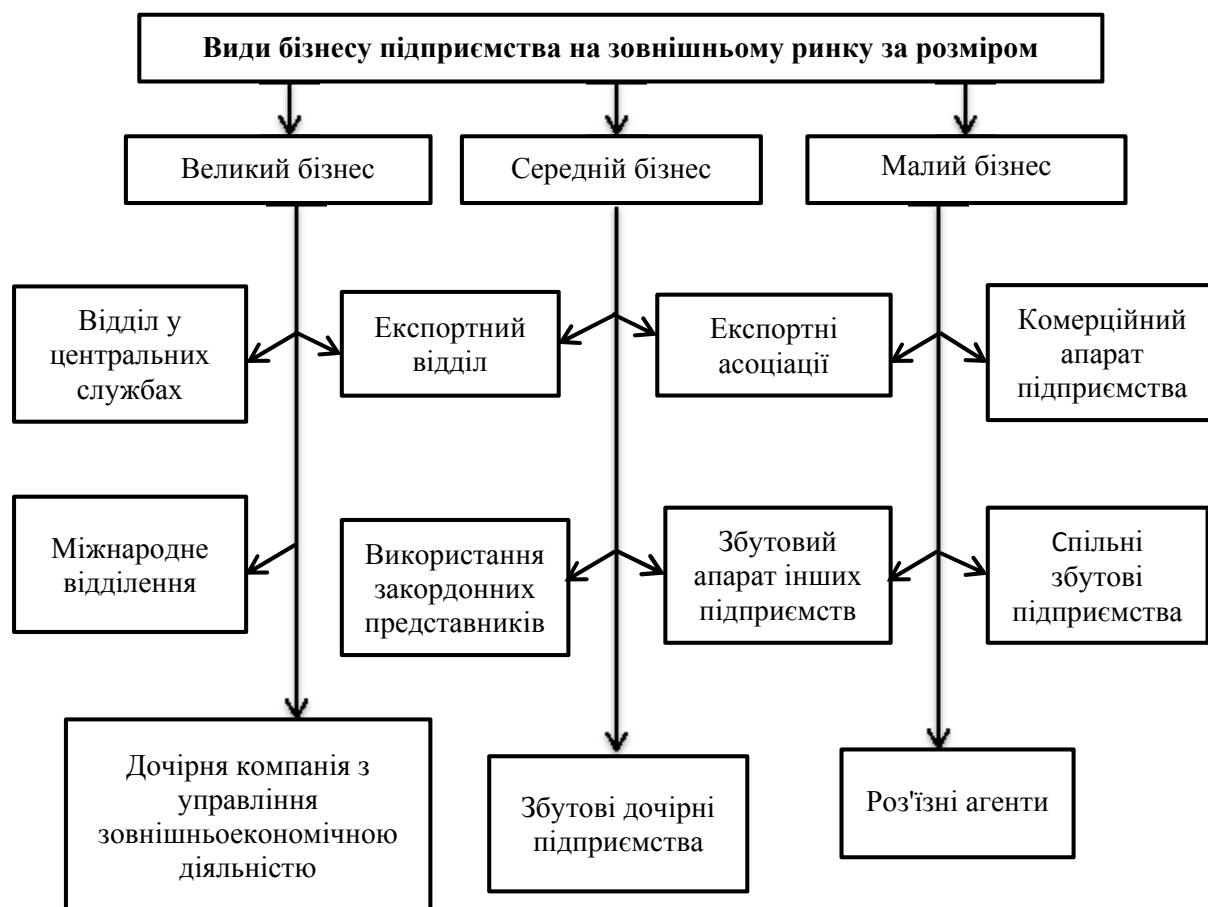 Види бізнесу підприємства на зовнішньому ринку за розміром
Великий бізнес
Середній бізнес
Малий бізнес
Відділ у
центральних
службах
Експортний
відділ
Експортні
асоціації
Комерційний
апарат
підприємства
Міжнародне
відділення
Використання
закордонних
представників
Збутовий
апарат інших
підприємств
Спільні
збутові
підприємства
Дочірня компанія з
управління
зовнішньоекономічною
діяльністю
Збутові дочірні
підприємства
Роз'їзні агенти